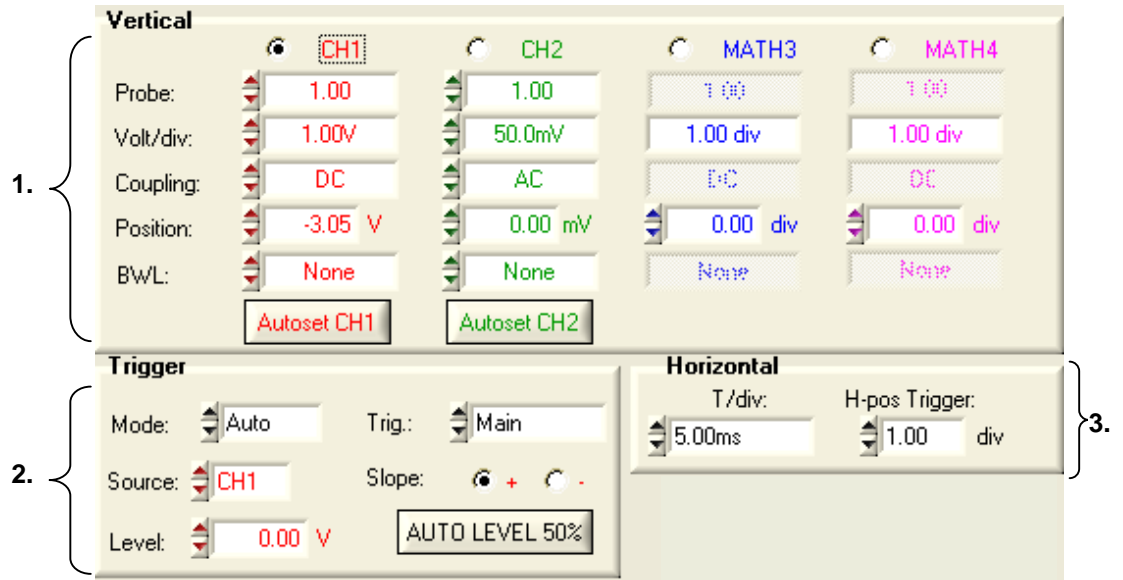 Vertical
CH1 CH2 MATH3 MATH4
Probe: 1.00 1.00 1.00 1.00
Volt/div: 1.00V 50.0mV 1.00 div 1.00 div
1. Coupling: DC AC DC DC
Position: -3.05 V 0.00 mV 0.00 div 0.00 div
BWL: None None None None
Autoset CH1 Autoset CH2
Trigger
Mode: Auto Trig.: Main
2. Source: CH1 Slope: + -
Level: 0.00 V AUTO LEVEL 50%
Horizontal
T/div: H-pos Trigger:
5.00ms 1.00 div
3.